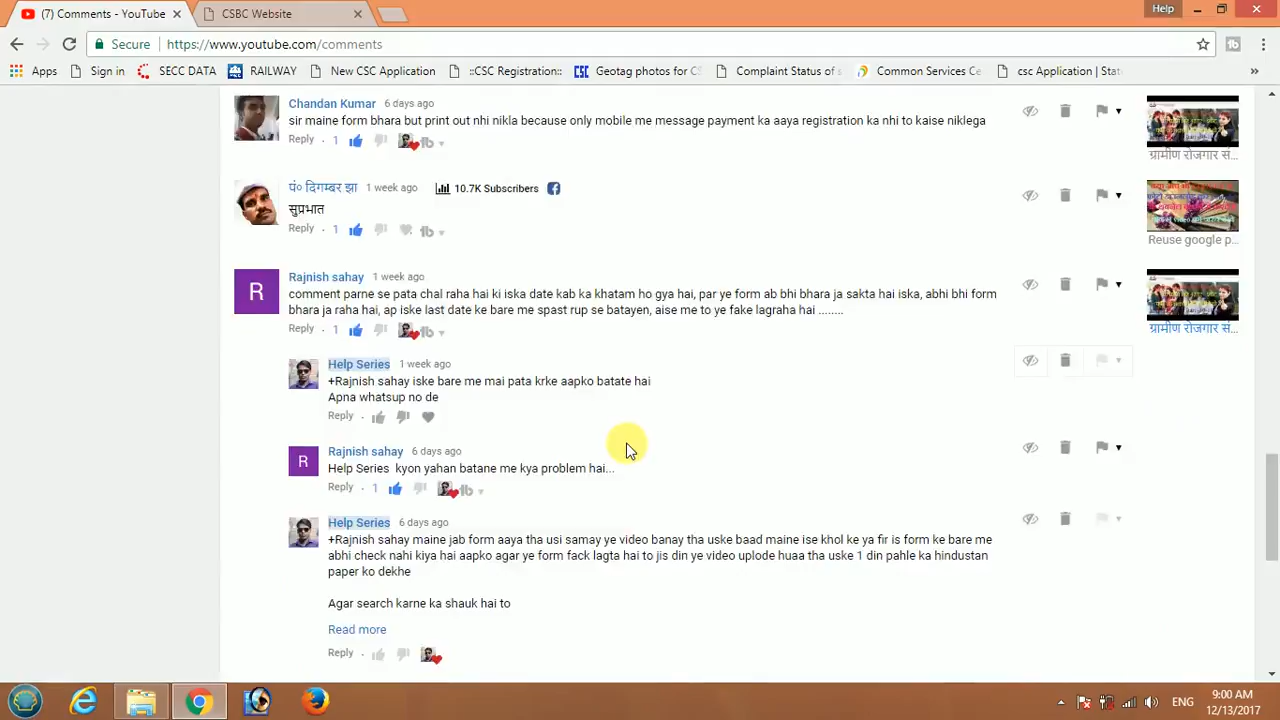 (7) Comments - YouTube
CSBC Website
Help
Secure
https://www.youtube.com/comments
Apps
Sign in
SECC DATA
RAILWAY
New CSC Application
::CSC Registration::
Geotag photos for CS
Complaint Status of s
Common Services Ce
csc Application | Stat
Chandan Kumar 6 days ago
sir maine form bhara but print out nhi nikla because only mobile me message payment ka aaya registration ka nhi to kaise niklega
Reply 1
ग्रामीण रोजगार सं...
पं० दिगम्बर झा 1 week ago 10.7K Subscribers
सुप्रभात
Reply 1
Reuse google p...
Rajnish sahay 1 week ago
comment parne se pata chal raha hai ki iska date kab ka khatam ho gya hai, par ye form ab bhi bhara ja sakta hai iska, abhi bhi form
bhara ja raha hai, ap iske last date ke bare me spast rup se batayen, aise me to ye fake lagraha hai ........
Reply 1
ग्रामीण रोजगार सं...
Help Series 1 week ago
+Rajnish sahay iske bare me mai pata krke aapko batate hai
Apna whatsup no de
Reply
Rajnish sahay 6 days ago
Help Series kyon yahan batane me kya problem hai...
Reply 1
Help Series 6 days ago
+Rajnish sahay maine jab form aaya tha usi samay ye video banay tha uske baad maine ise khol ke ya fir is form ke bare me
abhi check nahi kiya hai aapko agar ye form fack lagta hai to jis din ye video uplode huaa tha uske 1 din pahle ka hindustan
paper ko dekhe
Agar search karne ka shauk hai to
Read more
Reply
ENG
9:00 AM
12/13/2017